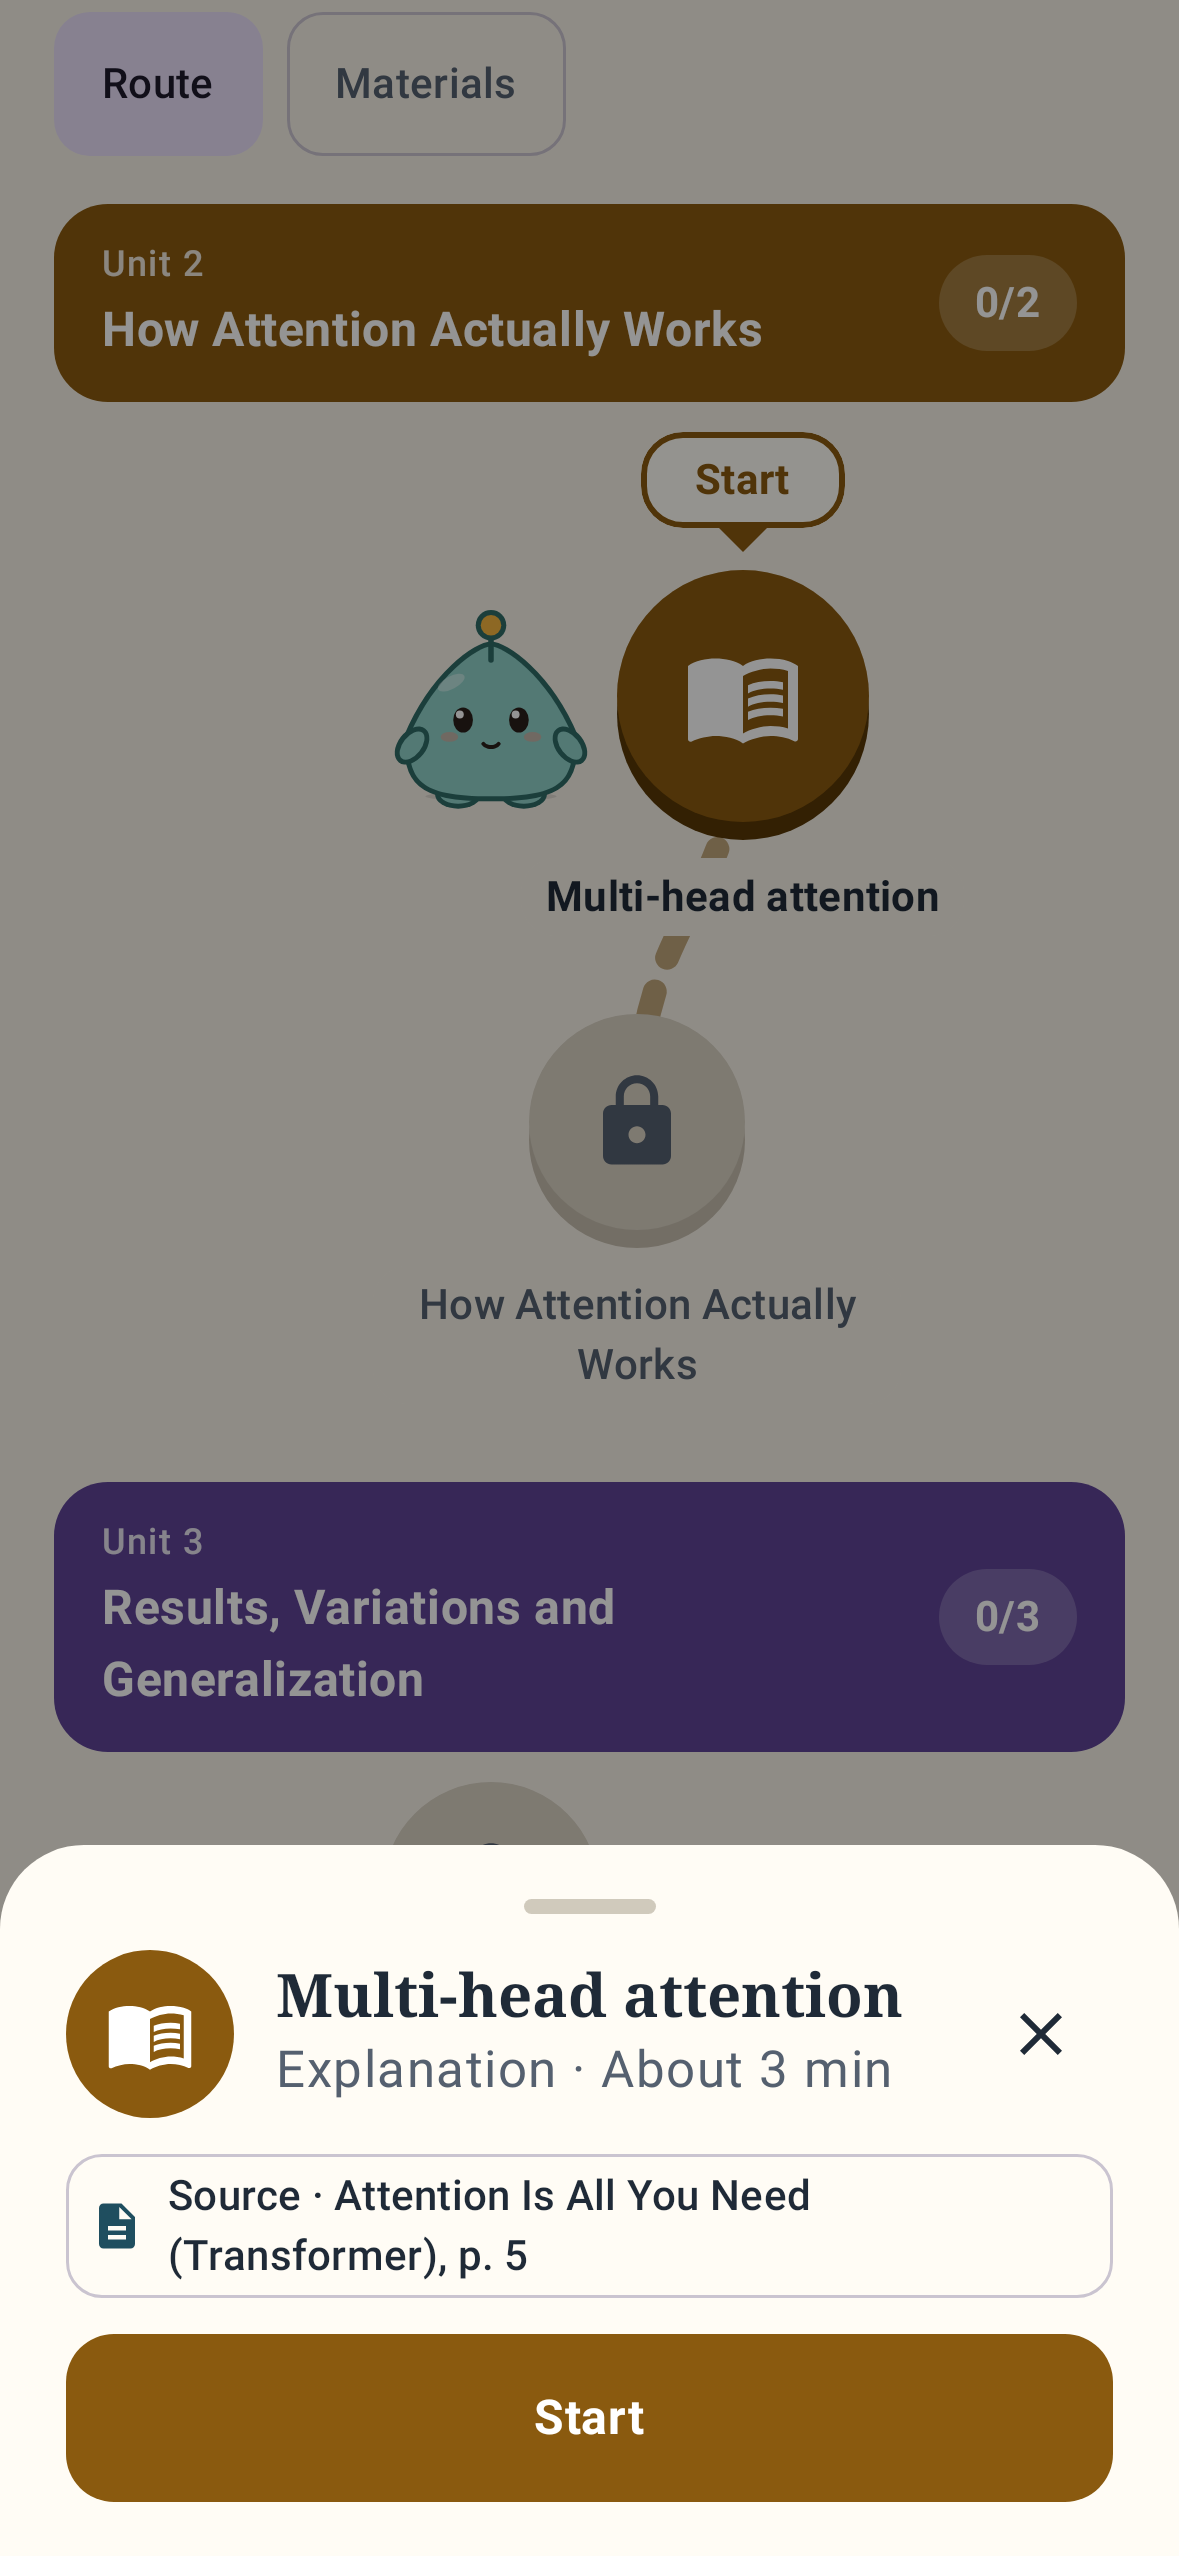 Route
Materials
Unit 2
How Attention Actually Works
0/2
Start
Multi-head attention
How Attention Actually
Works
Unit 3
Results, Variations and
Generalization
0/3
Multi-head attention
Explanation · About 3 min
Source · Attention Is All You Need
(Transformer), p. 5
Start